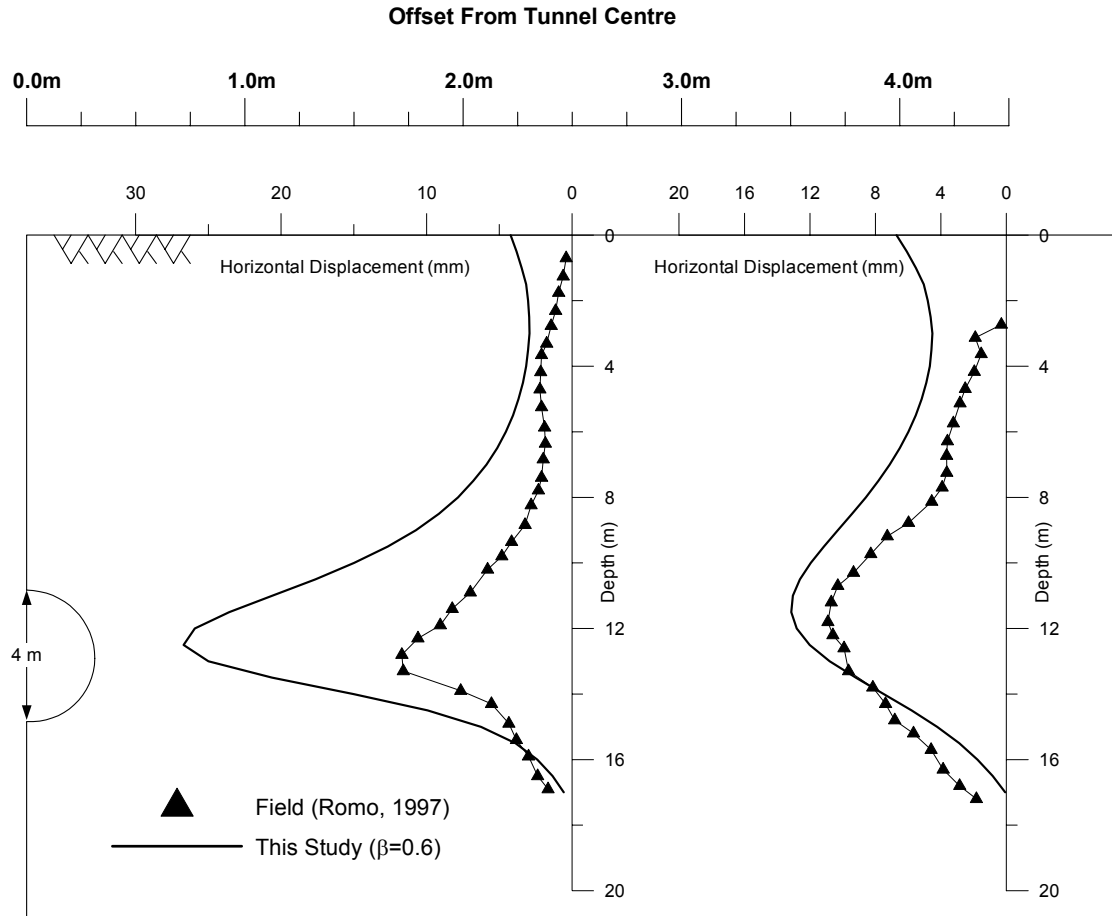 Offset From Tunnel Centre
0.0m 1.0m 2.0m 3.0m 4.0m
30 20 10 0 20 16 12 8 4 0
0 0
Horizontal Displacement (mm) Horizontal Displacement (mm)
4 4
8 8
Depth (m) Depth (m)
12 12
4 m
16 16
Field (Romo, 1997)
This Study (β=0.6)
20 20